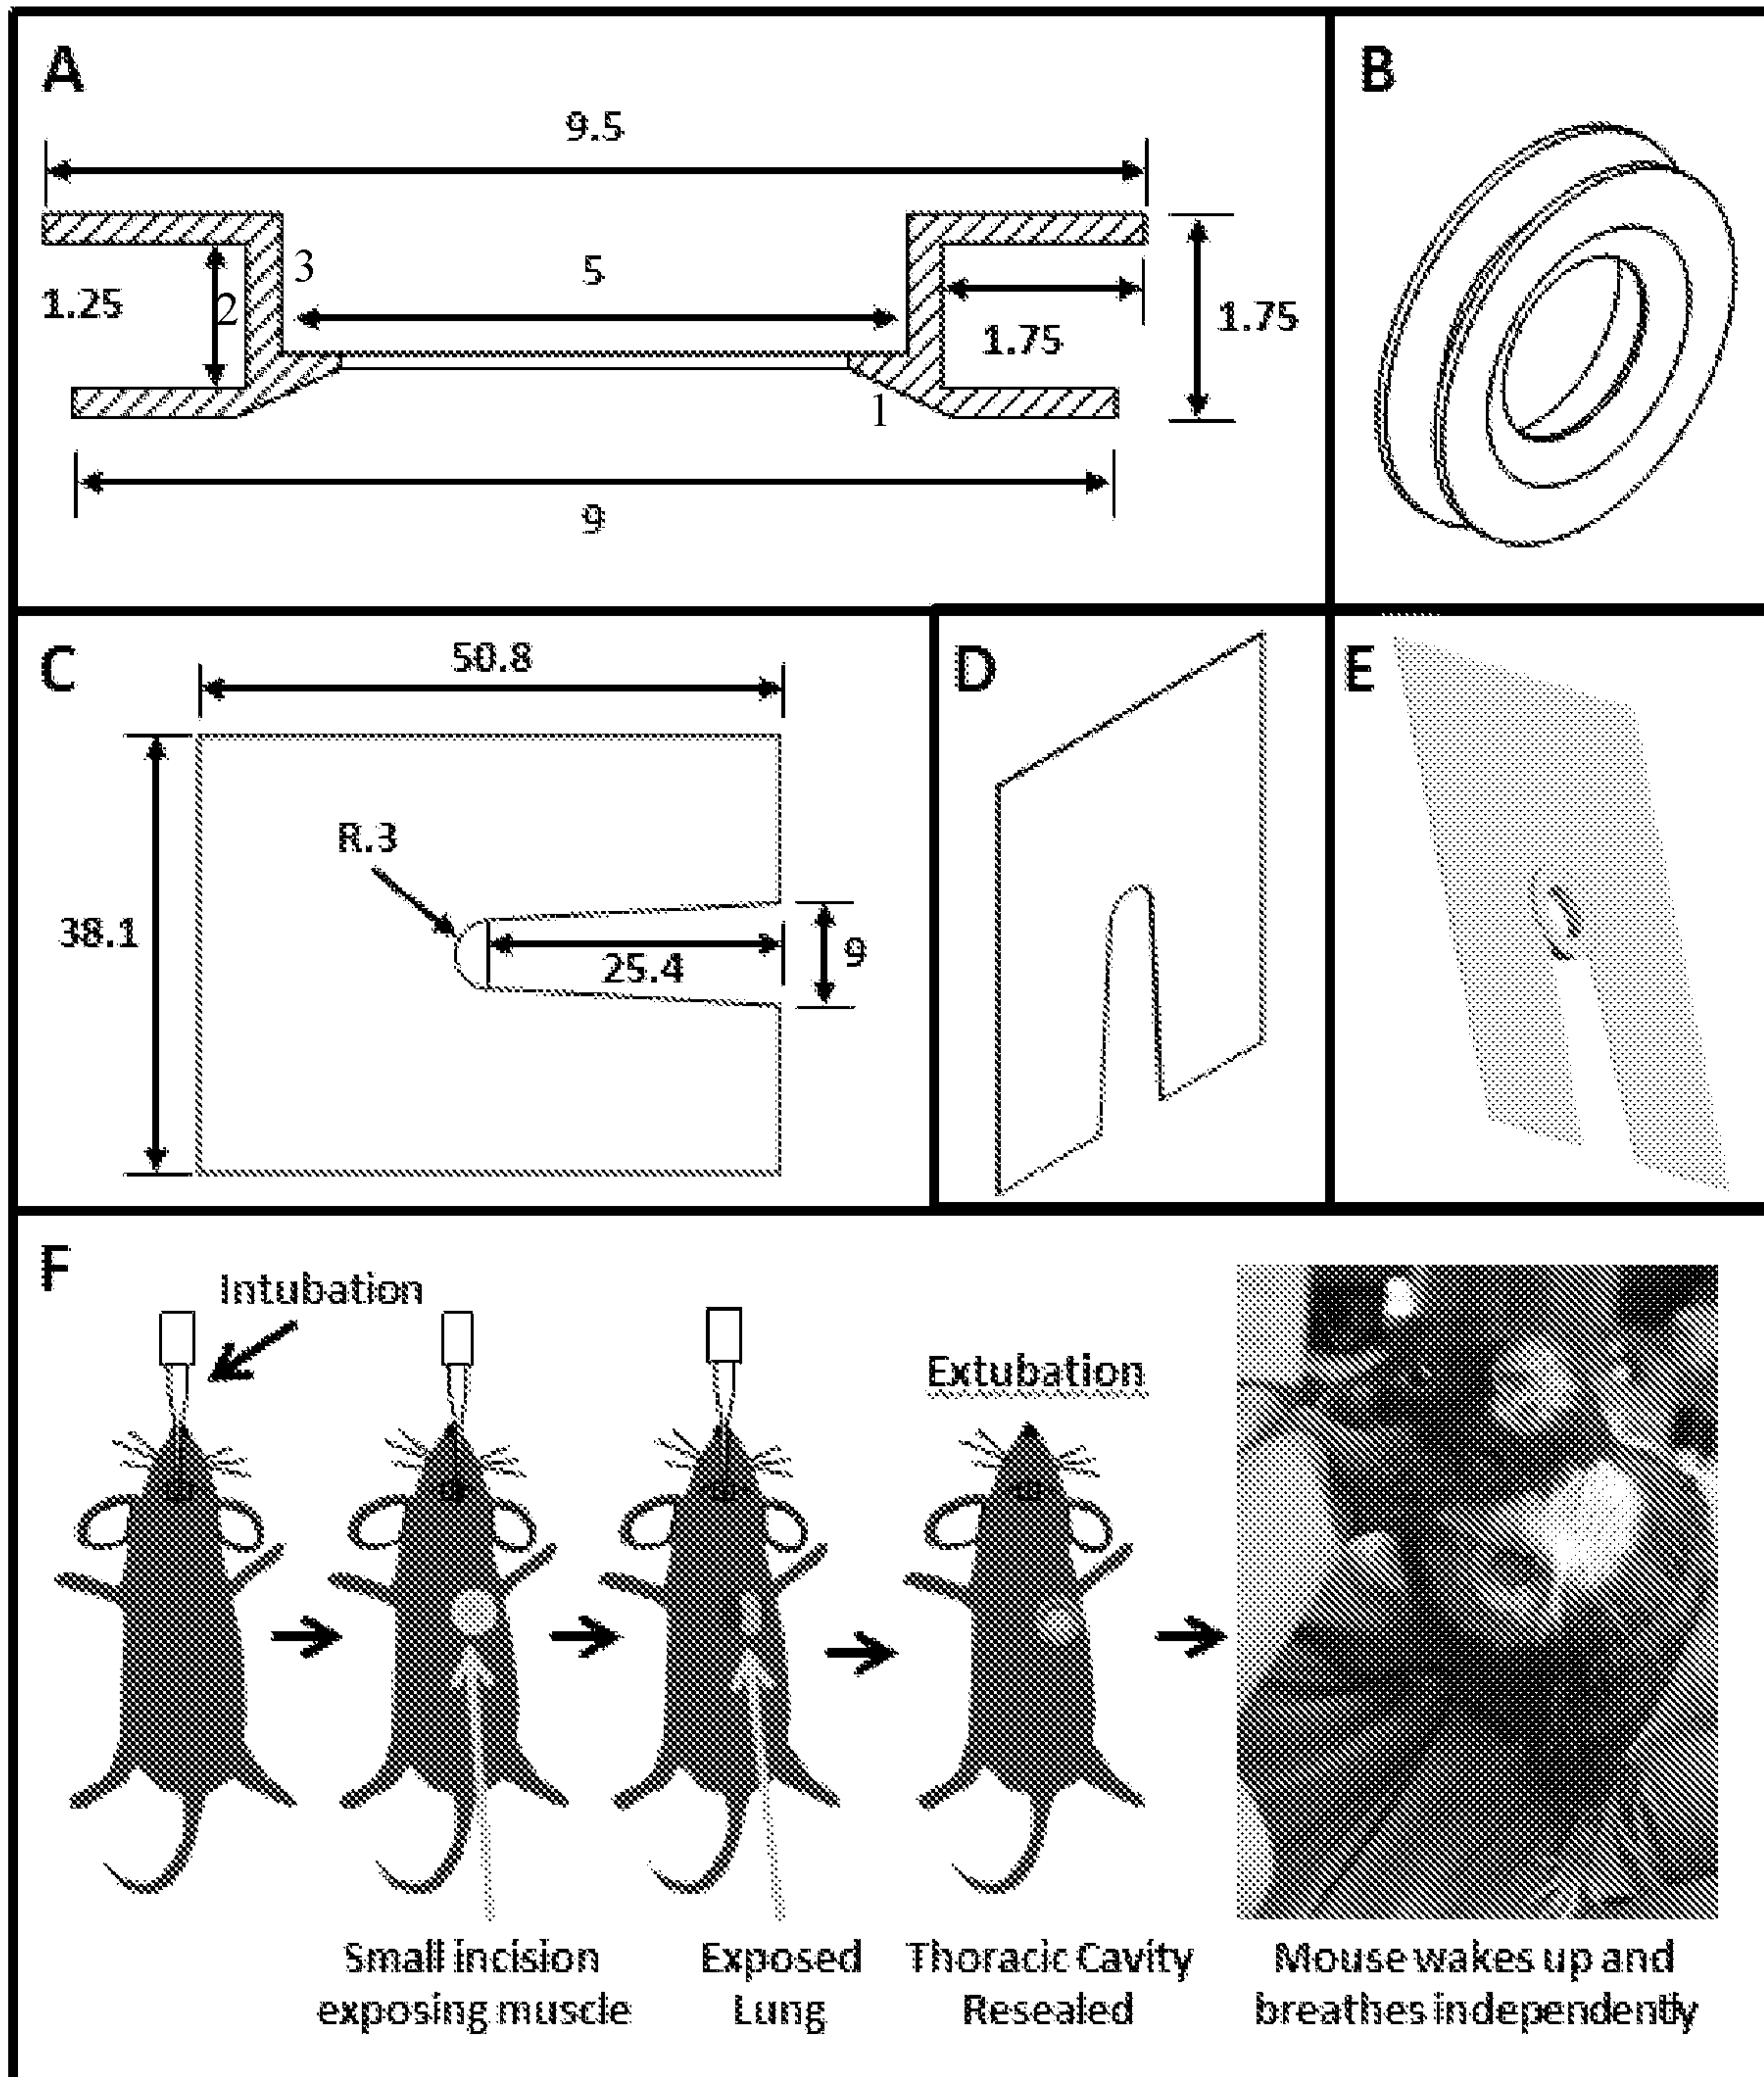 A
B
9.5
3
5
1.25
2
1.75
1.75
1
9
C
50.8
D
E
R.3
38.1
25.4
9
F
Intubation
Extubation
Small incision
exposing muscle
Exposed
Lung
Thoracic Cavity
Resealed
Mouse wakes up and
breathes independently